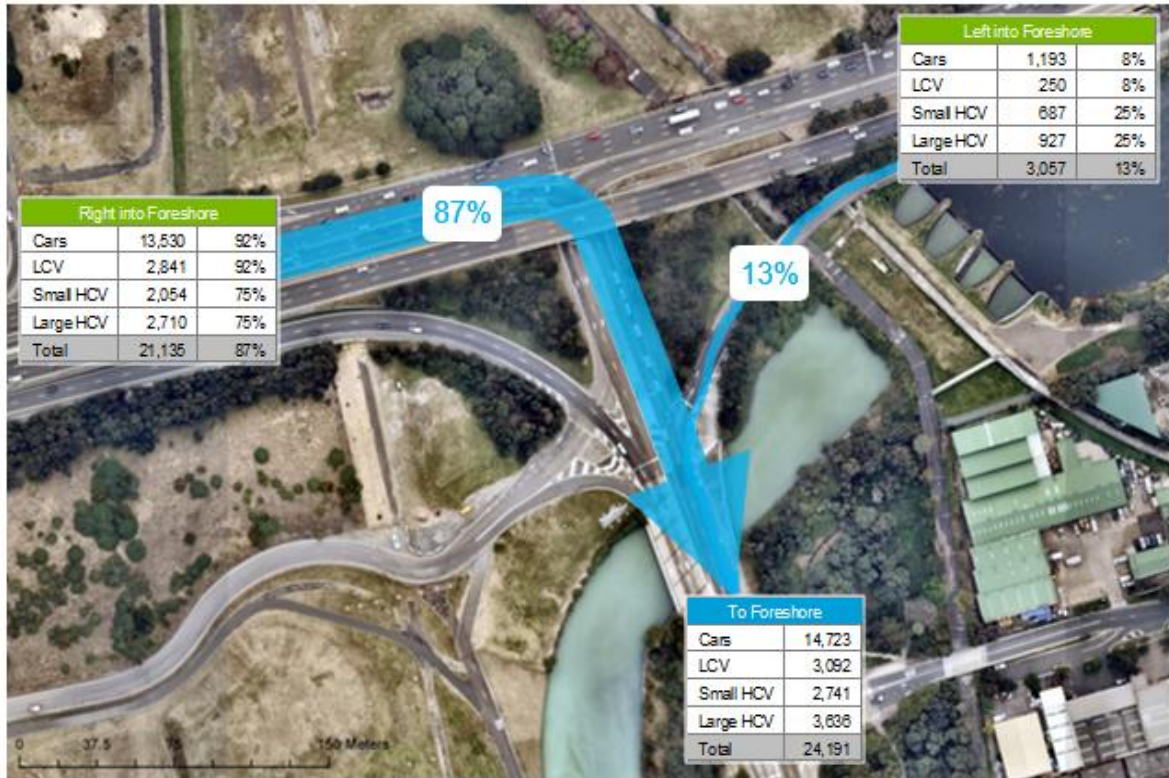 Left into Foreshore
Cars 1,193 8%
LCV 250 8%
Small HCV 687 25%
Large HCV 927 25%
Total 3,057 13%
Right into Foreshore
Cars 13,530 92%
LCV 2,841 92%
Small HCV 2,054 75%
Large HCV 2,710 75%
Total 21,135 87%
87%
13%
To Foreshore
Cars 14,723
LCV 3,092
Small HCV 2,741
Large HCV 3,636
Total 24,191
0 37.5 75 150 Meters